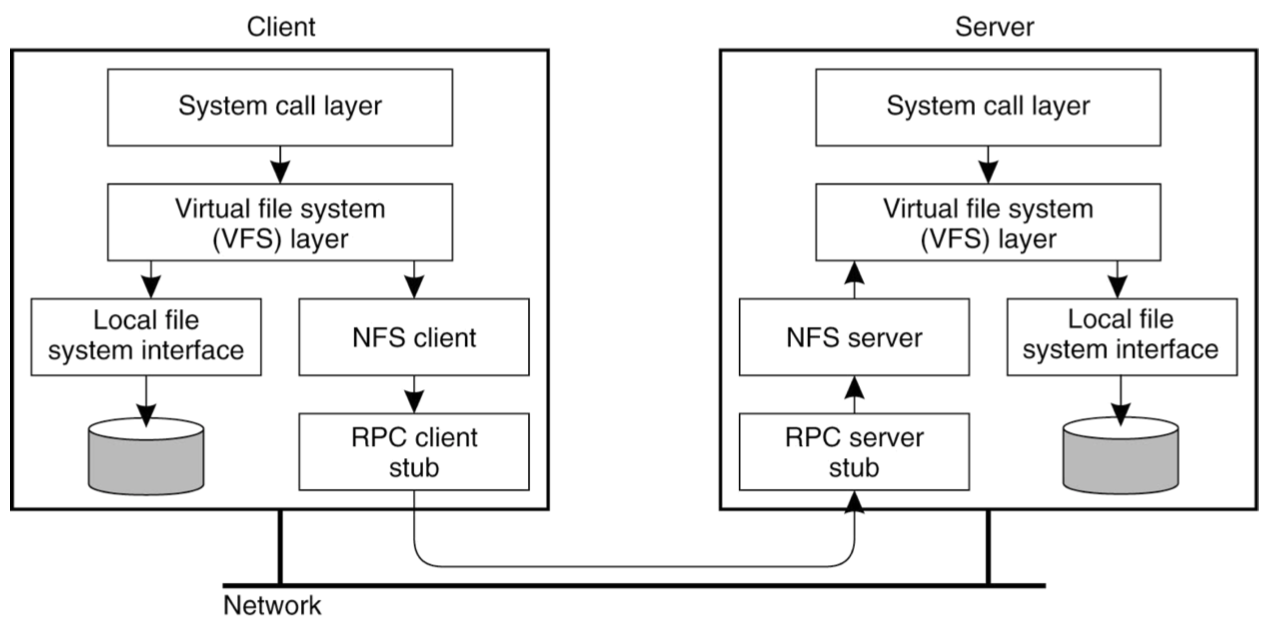 Client
System call layer
Virtual file system
(VFS) layer
Local file
system interface
NFS client
RPC client
stub
Server
System call layer
Virtual file system
(VFS) layer
NFS server
Local file
system interface
RPC server
stub
Network